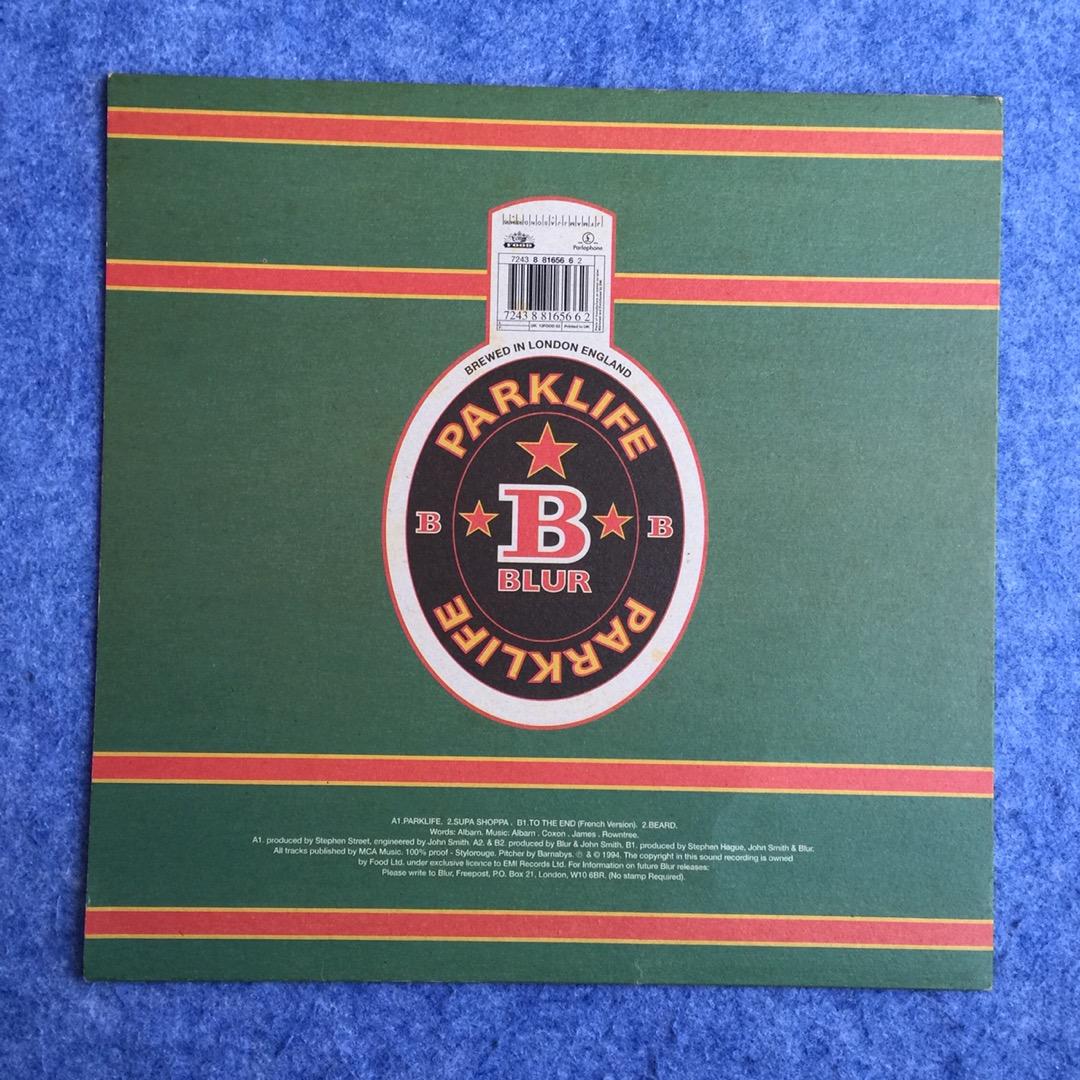 J F M A M J J A S O N D
FOOD
Parlophone
7243 8 81656 6 2
7243 8 81656 6 2
UK: 12FOOD 53
Printed in UK
BREWED IN LONDON ENGLAND
PARKLIFE
B
B
B
BLUR
PARKLIFE
A1.PARKLIFE. 2.SUPA SHOPPA . B1.TO THE END (French Version). 2.BEARD.
Words: Albarn. Music: Albarn . Coxon . James . Rowntree.
A1. produced by Stephen Street, engineered by John Smith. A2. & B2. produced by Blur & John Smith. B1. produced by Stephen Hague, John Smith & Blur.
All tracks published by MCA Music. 100% proof - Stylorouge. Pitcher by Barnabys. ℗ & © 1994. The copyright in this sound recording is owned
by Food Ltd. under exclusive licence to EMI Records Ltd. For Information on future Blur releases:
Please write to Blur, Freepost, P.O. Box 21, London, W10 6BR. (No stamp Required).